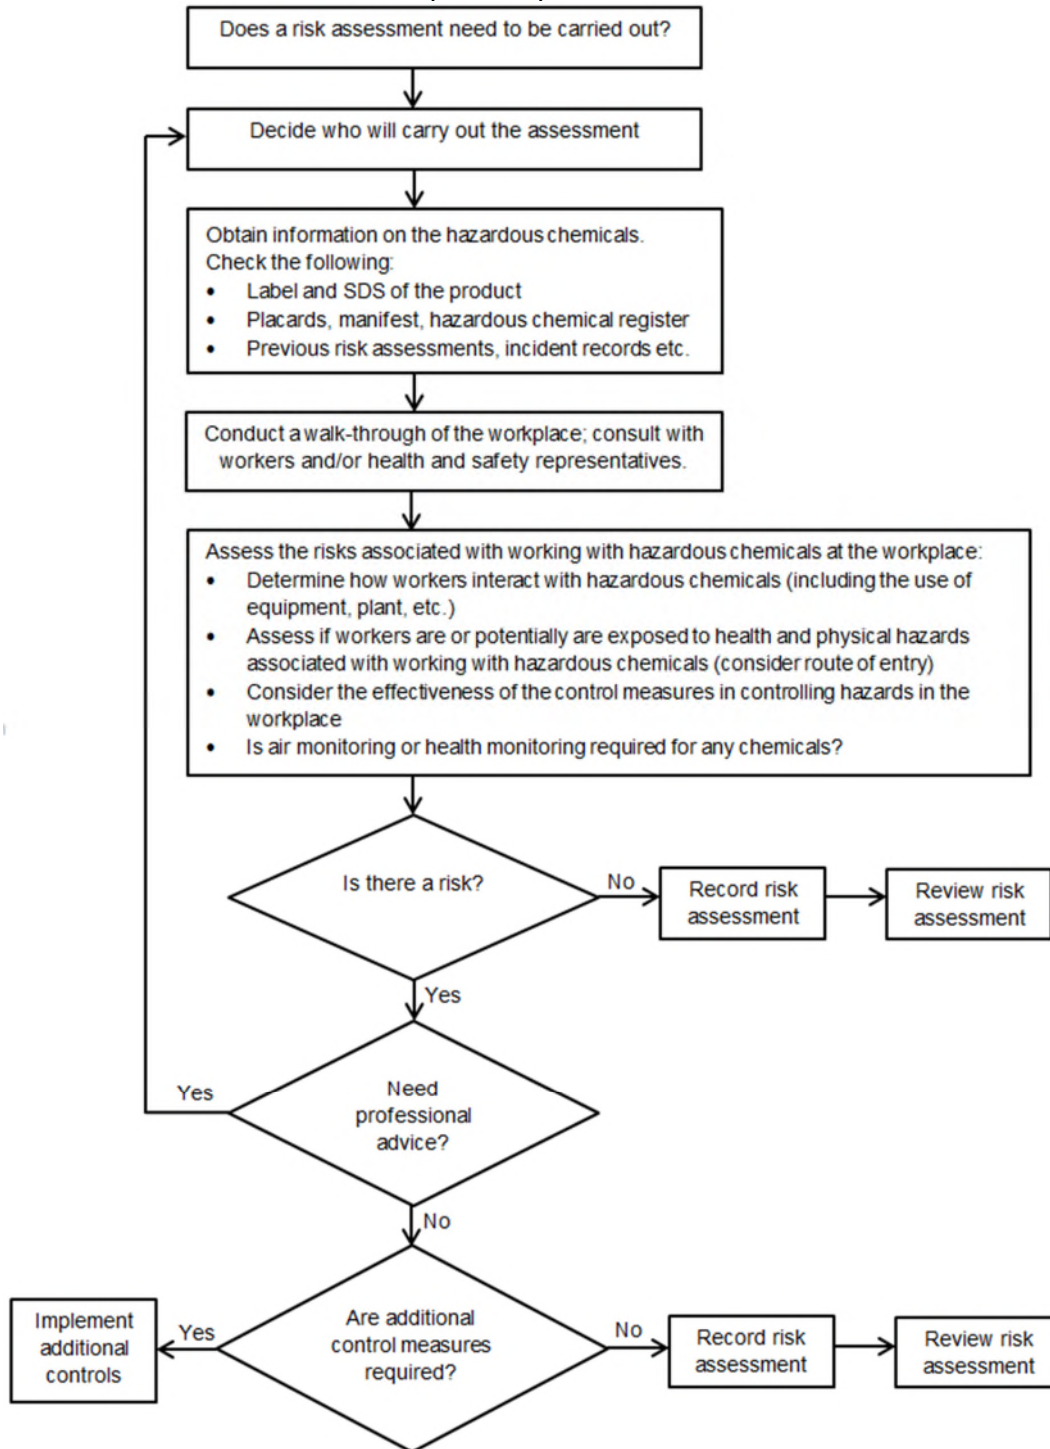 Does a risk assessment need to be carried out?
Decide who will carry out the assessment
Obtain information on the hazardous chemicals.
Check the following:
• Label and SDS of the product
• Placards, manifest, hazardous chemical register
• Previous risk assessments, incident records etc.
Conduct a walk-through of the workplace; consult with
workers and/or health and safety representatives.
Assess the risks associated with working with hazardous chemicals at the workplace:
• Determine how workers interact with hazardous chemicals (including the use of
equipment, plant, etc.)
• Assess if workers are or potentially are exposed to health and physical hazards
associated with working with hazardous chemicals (consider route of entry)
• Consider the effectiveness of the control measures in controlling hazards in the
workplace
• Is air monitoring or health monitoring required for any chemicals?
Is there a risk?
No
Record risk
assessment
Review risk
assessment
Yes
Need
professional
advice?
Yes
No
Are additional
control measures
required?
Yes
Implement
additional
controls
No
Record risk
assessment
Review risk
assessment